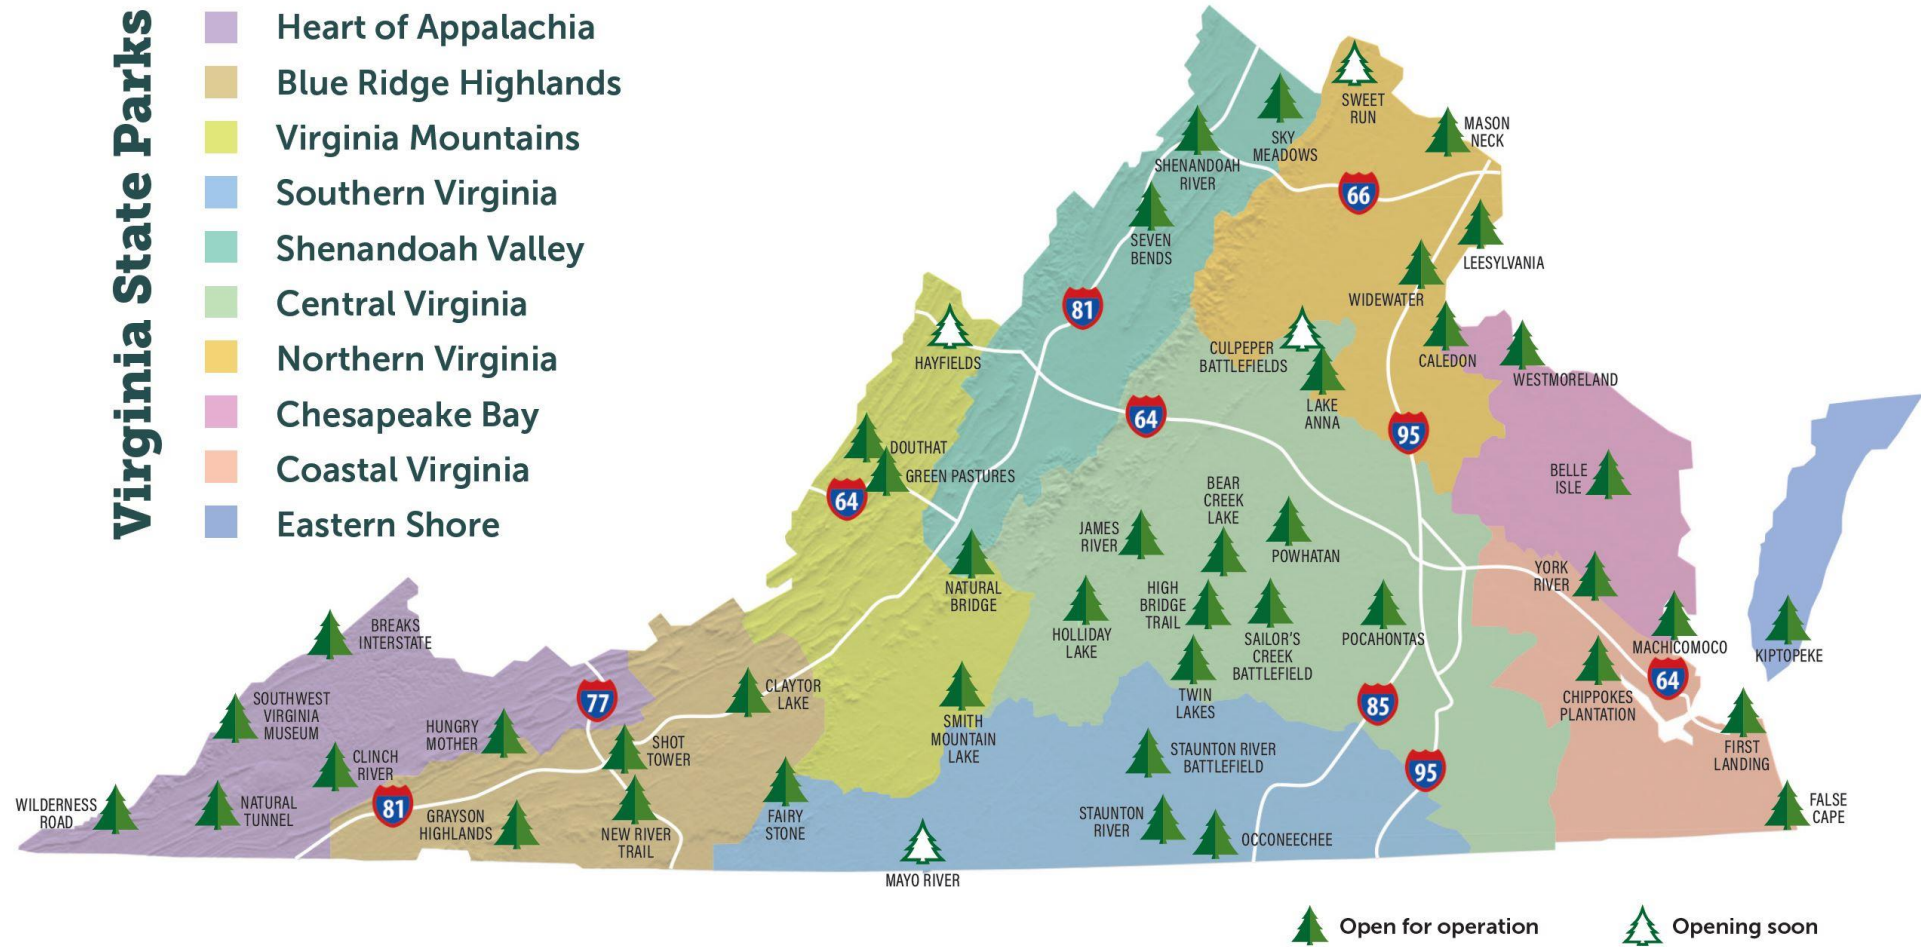 Virginia State Parks
Heart of Appalachia
Blue Ridge Highlands
Virginia Mountains
Southern Virginia
Shenandoah Valley
Central Virginia
Northern Virginia
Chesapeake Bay
Coastal Virginia
Eastern Shore
SWEET
RUN
MASON
NECK
SKY
MEADOWS
SHENANDOAH
RIVER
66
SEVEN
BENDS
LEESYLVANIA
WIDEWATER
81
HAYFIELDS
CULPEPER
BATTLEFIELDS
CALEDON
WESTMORELAND
LAKE
ANNA
64
95
DOUTHAT
GREEN PASTURES
64
BELLE
ISLE
BEAR
CREEK
LAKE
JAMES
RIVER
POWHATAN
NATURAL
BRIDGE
HIGH
BRIDGE
TRAIL
YORK
RIVER
HOLLIDAY
LAKE
SAILOR'S
CREEK
BATTLEFIELD
POCAHONTAS
MACHICOMOCO
KIPTOPEKE
BREAKS
INTERSTATE
TWIN
LAKES
64
CHIPPOKES
PLANTATION
77
85
CLAYTOR
LAKE
SOUTHWEST
VIRGINIA
MUSEUM
HUNGRY
MOTHER
SHOT
TOWER
SMITH
MOUNTAIN
LAKE
STAUNTON RIVER
BATTLEFIELD
FIRST
LANDING
CLINCH
RIVER
95
WILDERNESS
ROAD
NATURAL
TUNNEL
81
GRAYSON
HIGHLANDS
NEW RIVER
TRAIL
FAIRY
STONE
STAUNTON
RIVER
OCCONEECHEE
FALSE
CAPE
MAYO RIVER
Open for operation
Opening soon